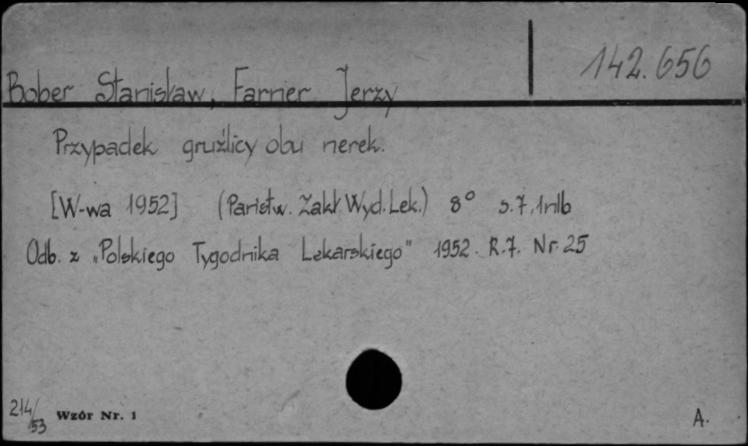 142.656
Bober Stanisław, Farner Jerzy
Przypadek gruźlicy obu nerek.
[W-wa 1952] (Państw. Zakł. Wyd. Lek.) 8° s. 7, 1nlb
Odb. z „Polskiego Tygodnika Lekarskiego" 1952. R.7. Nr. 25
214/53 Wzór Nr. 1
A.